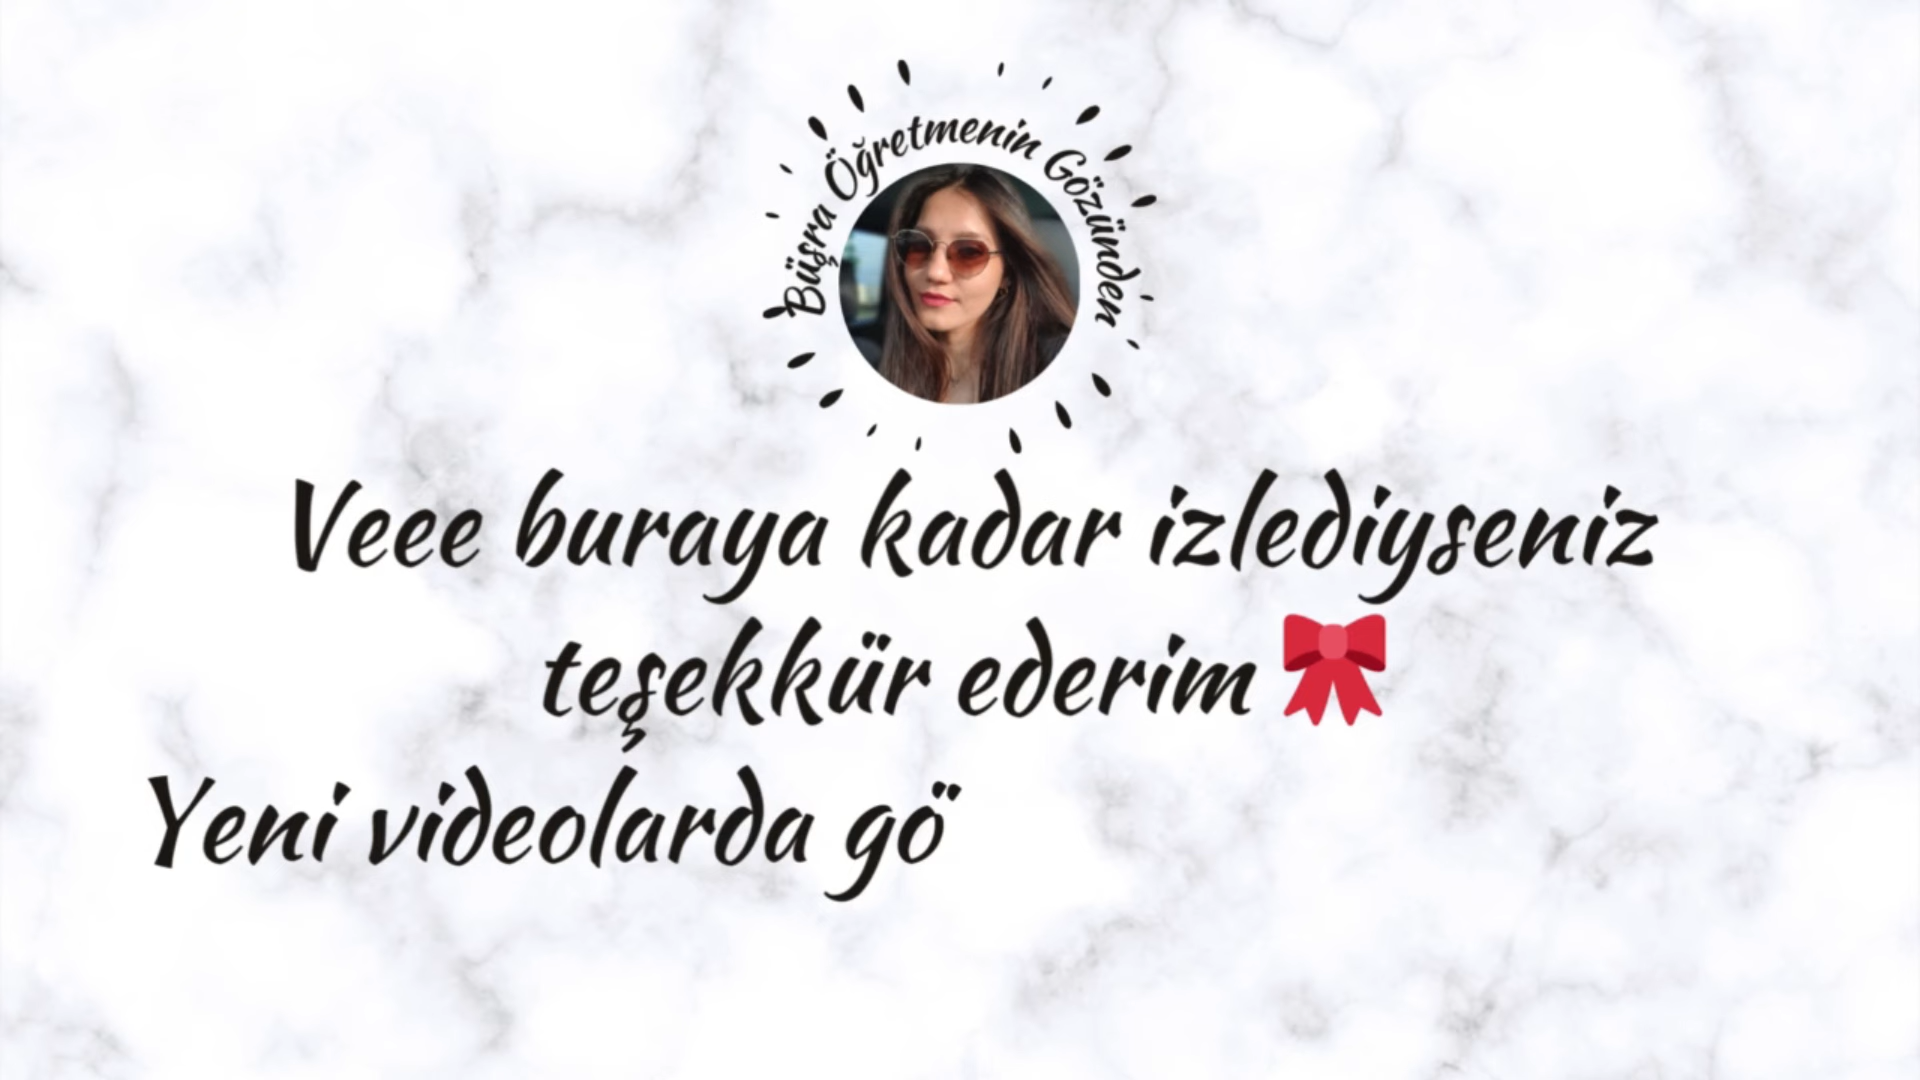 Büşra Öğretmenin Gözünden
Veee buraya kadar izlediyseniz
teşekkür ederim 🎀
Yeni videolarda gö